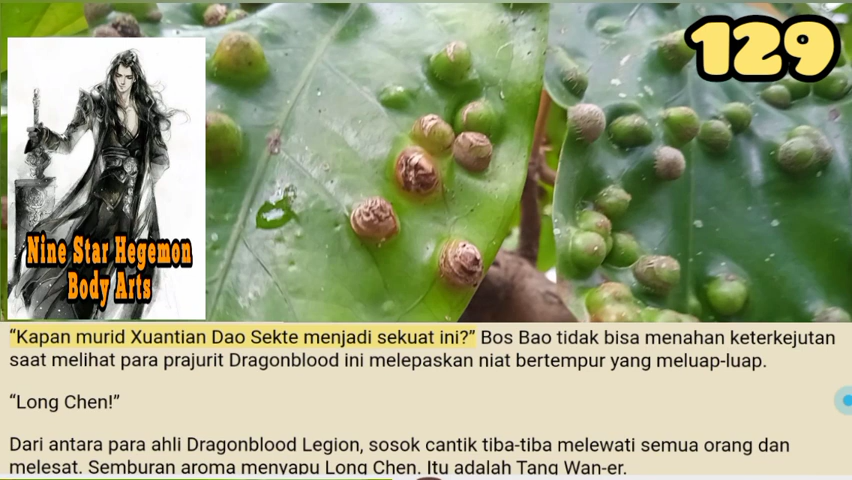 129
Nine Star Hegemon
Body Arts
“Kapan murid Xuantian Dao Sekte menjadi sekuat ini?” Bos Bao tidak bisa menahan keterkejutan
saat melihat para prajurit Dragonblood ini melepaskan niat bertempur yang meluap-luap.
“Long Chen!”
Dari antara para ahli Dragonblood Legion, sosok cantik tiba-tiba melewati semua orang dan
melesat. Semburan aroma menyapu Long Chen. Itu adalah Tang Wan-er.